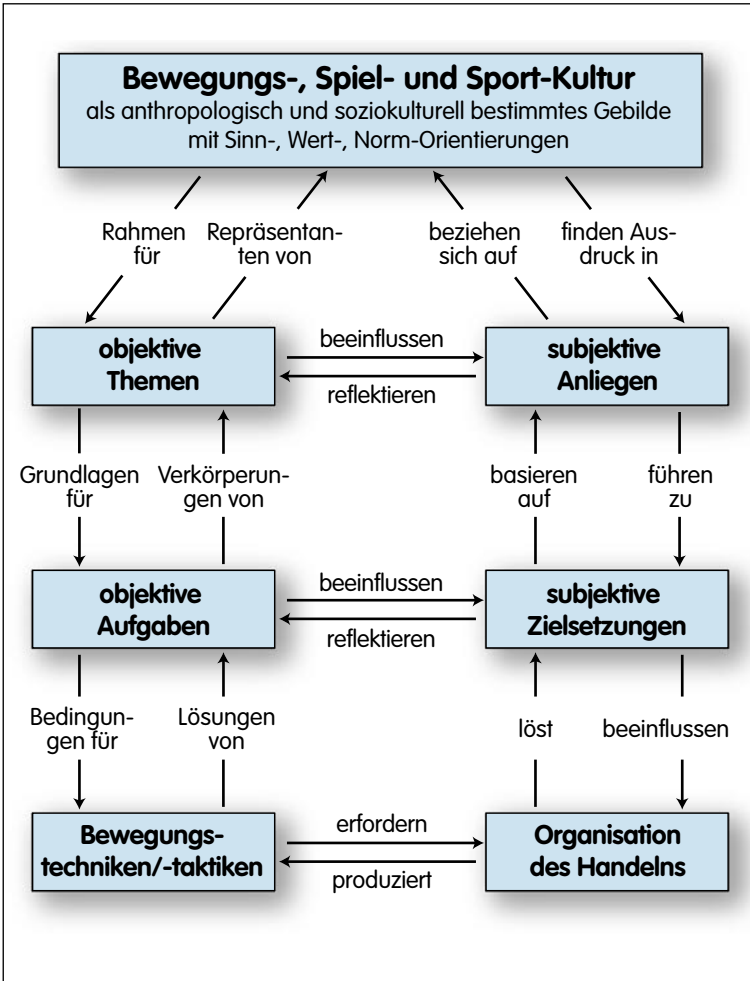 Bewegungs-, Spiel- und Sport-Kultur
als anthropologisch und soziokulturell bestimmtes Gebilde
mit Sinn-, Wert-, Norm-Orientierungen
Rahmen
für
Repräsentan-
ten von
beziehen
sich auf
finden Aus-
druck in
objektive
Themen
beeinflussen
reflektieren
subjektive
Anliegen
Grundlagen
für
Verkörperun-
gen von
basieren
auf
führen
zu
objektive
Aufgaben
beeinflussen
reflektieren
subjektive
Zielsetzungen
Bedingun-
gen für
Lösungen
von
löst
beeinflussen
Bewegungs-
techniken/-taktiken
erfordern
produziert
Organisation
des Handelns